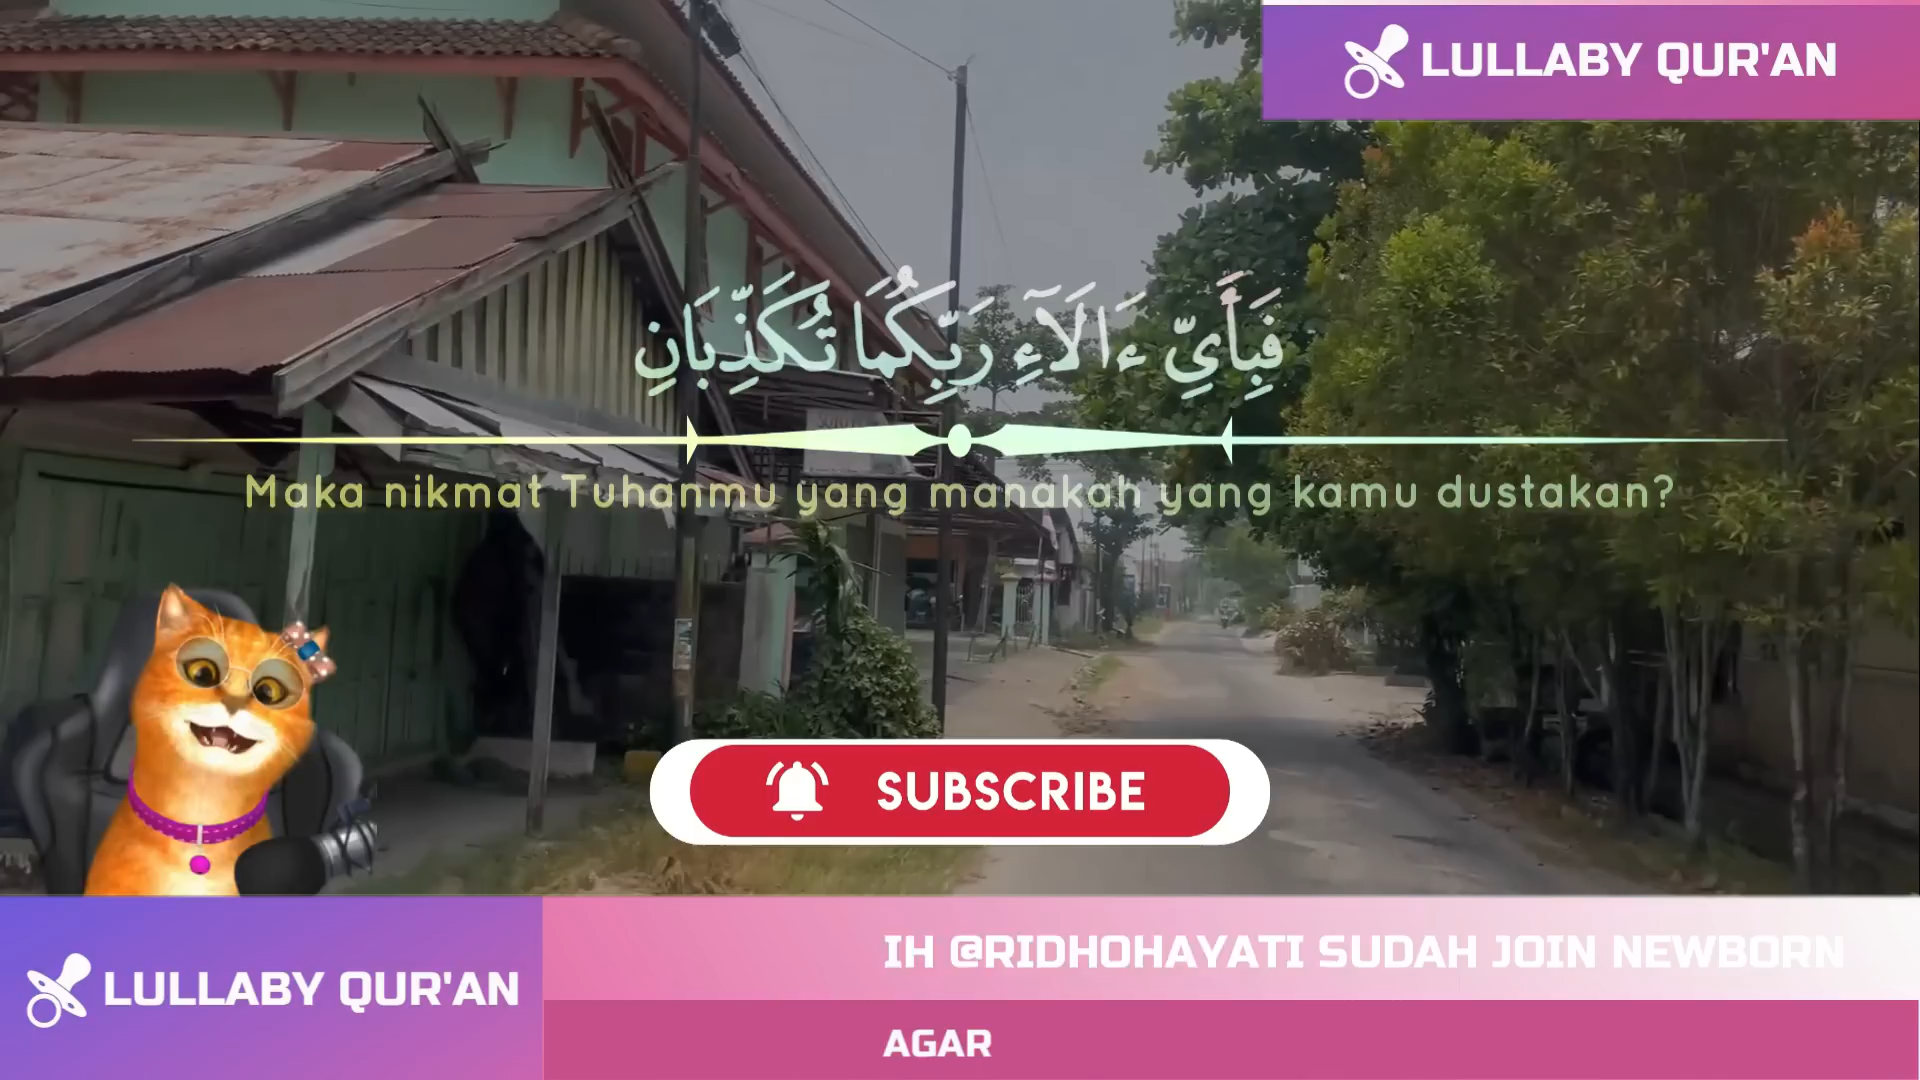 LULLABY QUR'AN
فَبِأَيِّ ءَالَآءِ رَبِّكُمَا تُكَذِّبَانِ
Maka nikmat Tuhanmu yang manakah yang kamu dustakan?
SUBSCRIBE
LULLABY QUR'AN
IH @RIDHOHAYATI SUDAH JOIN NEWBORN
AGAR